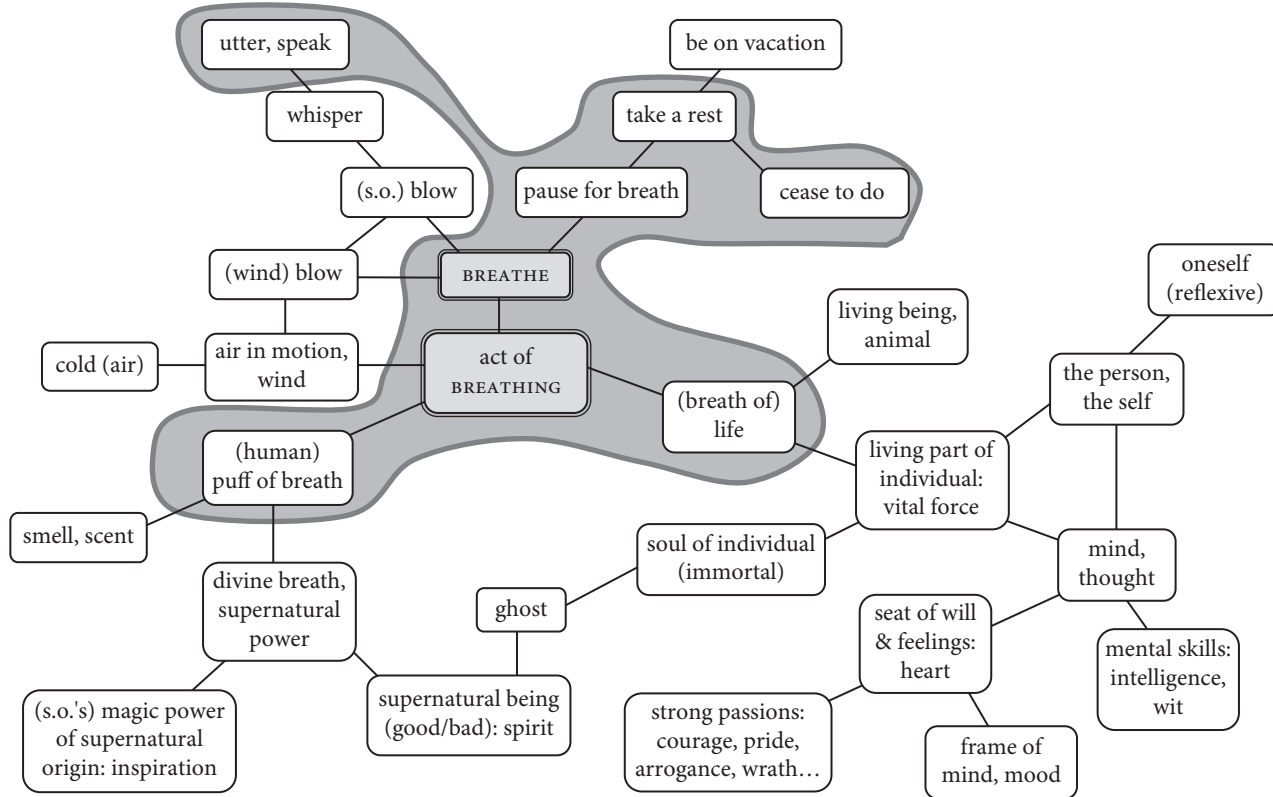 utter, speak
be on vacation
whisper
take a rest
(s.o.) blow
pause for breath
cease to do
(wind) blow
BREATHE
oneself
(reflexive)
living being,
animal
cold (air)
air in motion,
wind
act of
BREATHING
the person,
the self
(breath of)
life
(human)
puff of breath
living part of
individual:
vital force
smell, scent
soul of individual
(immortal)
mind,
thought
divine breath,
supernatural
power
ghost
seat of will
& feelings:
heart
mental skills:
intelligence,
wit
(s.o.'s) magic power
of supernatural
origin: inspiration
supernatural being
(good/bad): spirit
strong passions:
courage, pride,
arrogance, wrath…
frame of
mind, mood